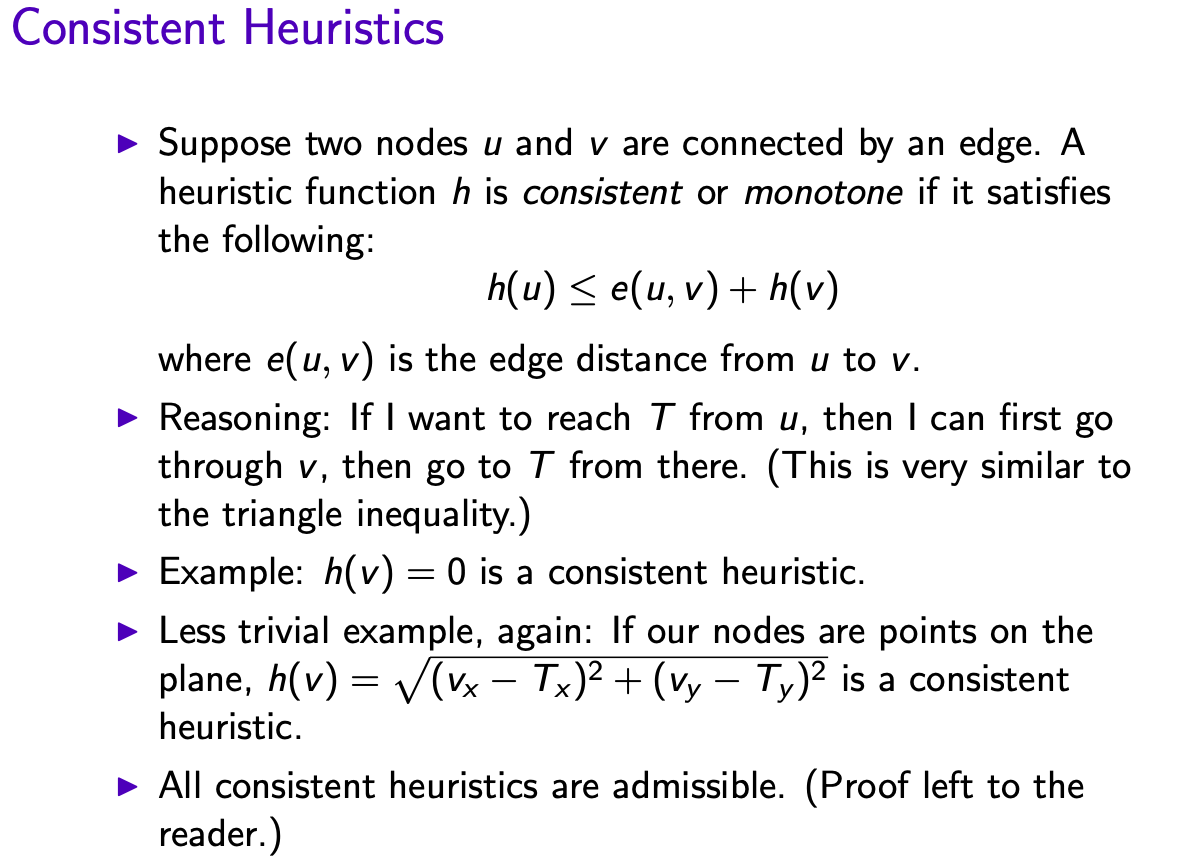 Consistent Heuristics
▶ Suppose two nodes u and v are connected by an edge. A
heuristic function h is consistent or monotone if it satisfies
the following:
h(u) ≤ e(u, v) + h(v)
where e(u, v) is the edge distance from u to v.
▶ Reasoning: If I want to reach T from u, then I can first go
through v, then go to T from there. (This is very similar to
the triangle inequality.)
▶ Example: h(v) = 0 is a consistent heuristic.
▶ Less trivial example, again: If our nodes are points on the
plane, h(v) = √((vₓ − Tₓ)² + (v_y − T_y)²) is a consistent
heuristic.
▶ All consistent heuristics are admissible. (Proof left to the
reader.)